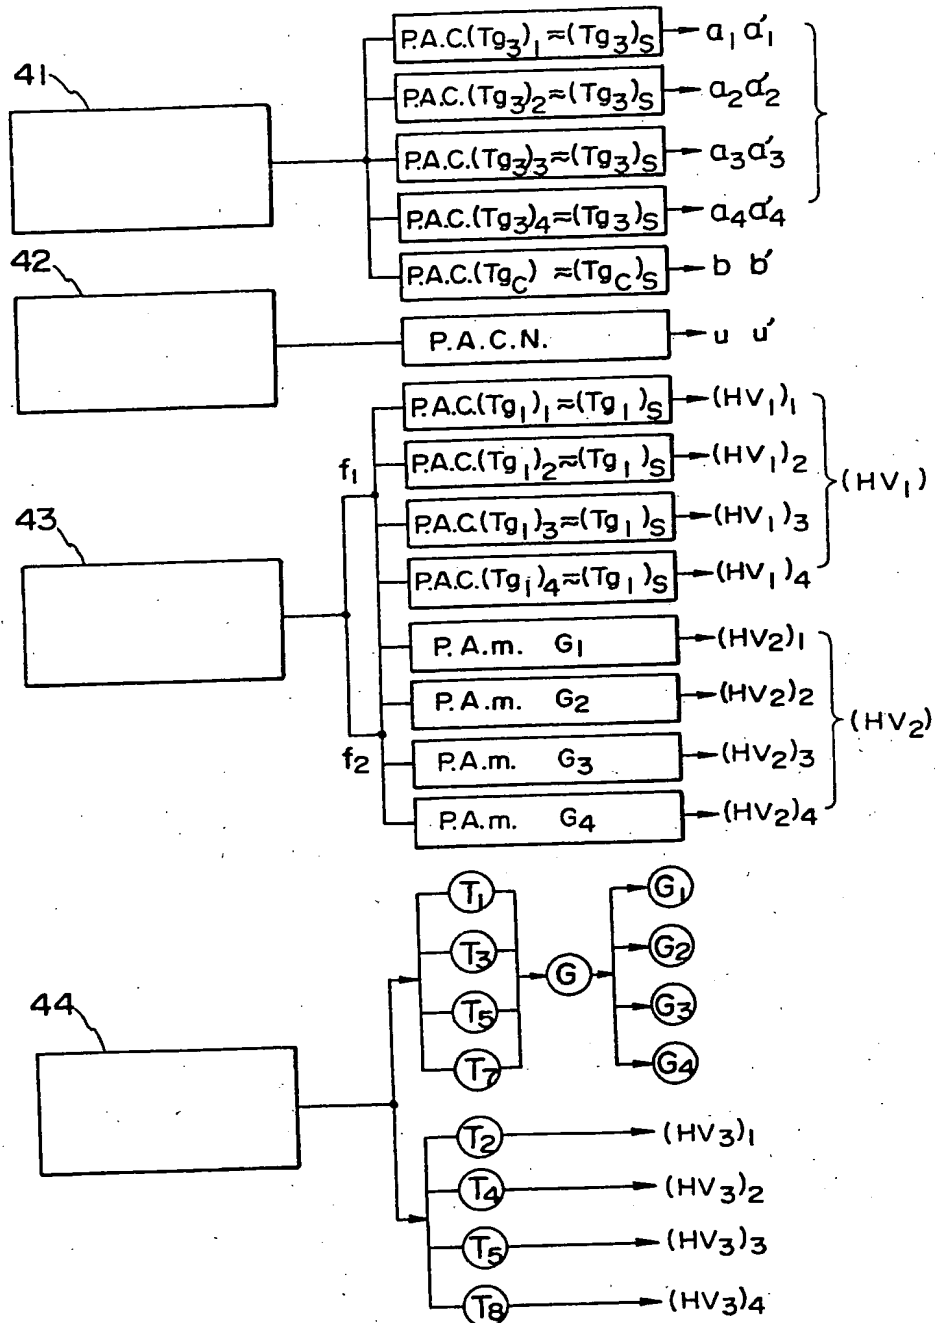 41
P.A.C.(Tg3)1≈(Tg3)S a1 a'1
P.A.C.(Tg3)2≈(Tg3)S a2 a'2
P.A.C.(Tg3)3≈(Tg3)S a3 a'3
P.A.C.(Tg3)4≈(Tg3)S a4 a'4
P.A.C.(TgC) ≈(TgC)S b b'
42
P.A.C.N. u u'
43
f1
P.A.C.(Tg1)1≈(Tg1)S (HV1)1
P.A.C.(Tg1)2≈(Tg1)S (HV1)2
P.A.C.(Tg1)3≈(Tg1)S (HV1)3
P.A.C.(Tgi)4≈(Tg1)S (HV1)4
(HV1)
f2
P.A.m. G1 (HV2)1
P.A.m. G2 (HV2)2
P.A.m. G3 (HV2)3
P.A.m. G4 (HV2)4
(HV2)
44
T1
T3
T5
T7
G
G1
G2
G3
G4
T2 (HV3)1
T4 (HV3)2
T5 (HV3)3
T8 (HV3)4